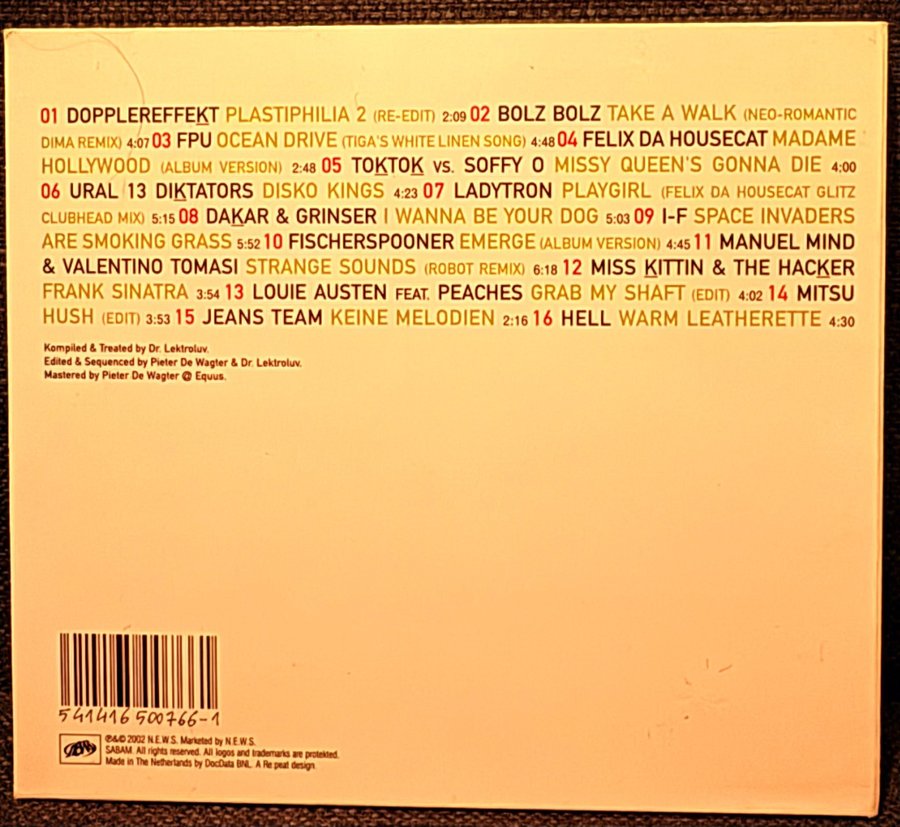 01 DOPPLEREFFEKT PLASTIPHILIA 2 (RE-EDIT) 2:09 02 BOLZ BOLZ TAKE A WALK (NEO-ROMANTIC
DIMA REMIX) 4:07 03 FPU OCEAN DRIVE (TIGA'S WHITE LINEN SONG) 4:48 04 FELIX DA HOUSECAT MADAME
HOLLYWOOD (ALBUM VERSION) 2:48 05 TOKTOK VS. SOFFY O MISSY QUEEN'S GONNA DIE 4:00
06 URAL 13 DIKTATORS DISKO KINGS 4:23 07 LADYTRON PLAYGIRL (FELIX DA HOUSECAT GLITZ
CLUBHEAD MIX) 5:15 08 DAKAR & GRINSER I WANNA BE YOUR DOG 5:03 09 I-F SPACE INVADERS
ARE SMOKING GRASS 5:52 10 FISCHERSPOONER EMERGE (ALBUM VERSION) 4:45 11 MANUEL MIND
& VALENTINO TOMASI STRANGE SOUNDS (ROBOT REMIX) 6:18 12 MISS KITTIN & THE HACKER
FRANK SINATRA 3:54 13 LOUIE AUSTEN FEAT. PEACHES GRAB MY SHAFT (EDIT) 4:02 14 MITSU
HUSH (EDIT) 3:53 15 JEANS TEAM KEINE MELODIEN 2:16 16 HELL WARM LEATHERETTE 4:30
Kompiled & Treated by Dr. Lektroluv.
Edited & Sequenced by Pieter De Wagter & Dr. Lektroluv.
Mastered by Pieter De Wagter @ Equus.
541416 500766-1
℗&© 2002 N.E.W.S. Marketed by N.E.W.S.
SABAM. All rights reserved. All logos and trademarks are protekted.
Made in The Netherlands by DocData BNL. A Re peat design.